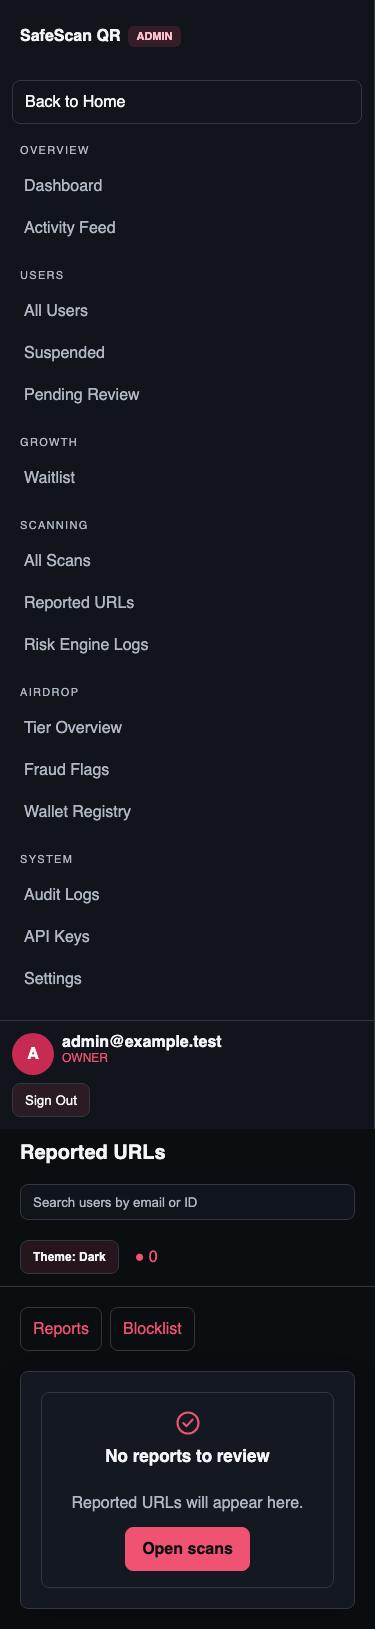 SafeScan QR ADMIN
Back to Home
OVERVIEW
Dashboard
Activity Feed
USERS
All Users
Suspended
Pending Review
GROWTH
Waitlist
SCANNING
All Scans
Reported URLs
Risk Engine Logs
AIRDROP
Tier Overview
Fraud Flags
Wallet Registry
SYSTEM
Audit Logs
API Keys
Settings
A
admin@example.test
OWNER
Sign Out
Reported URLs
Search users by email or ID
Theme: Dark
0
Reports Blocklist
No reports to review
Reported URLs will appear here.
Open scans